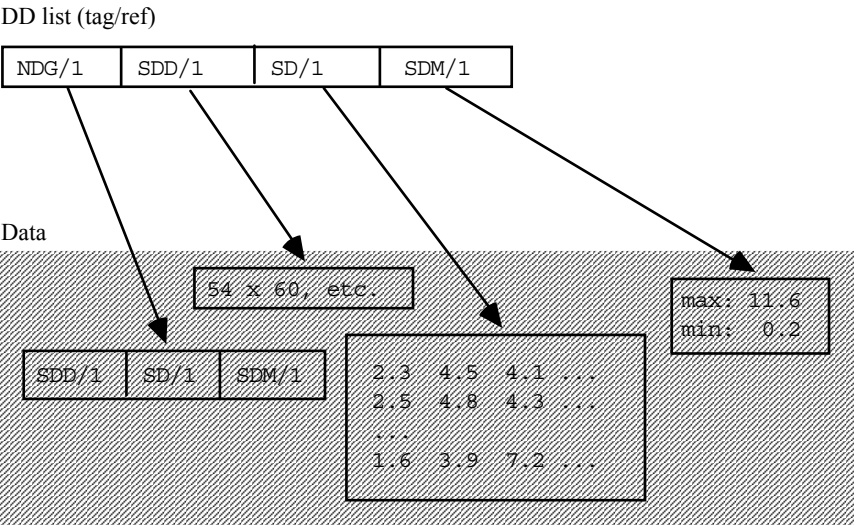 DD list (tag/ref)
NDG/1 SDD/1 SD/1 SDM/1
Data
54 x 60, etc.
max: 11.6
min: 0.2
SDD/1 SD/1 SDM/1
2.3 4.5 4.1 ...
2.5 4.8 4.3 ...
...
1.6 3.9 7.2 ...